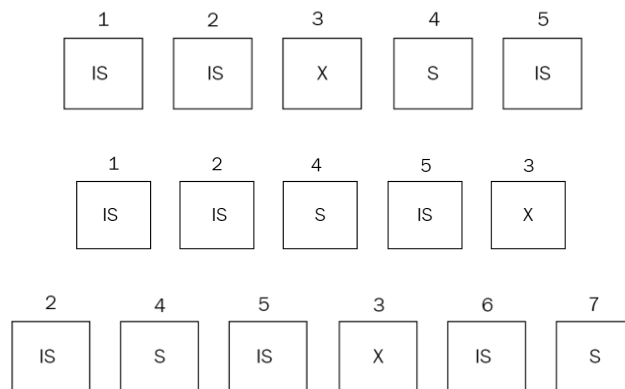 1 2 3 4 5
IS IS X S IS
1 2 4 5 3
IS IS S IS X
2 4 5 3 6 7
IS S IS X IS S